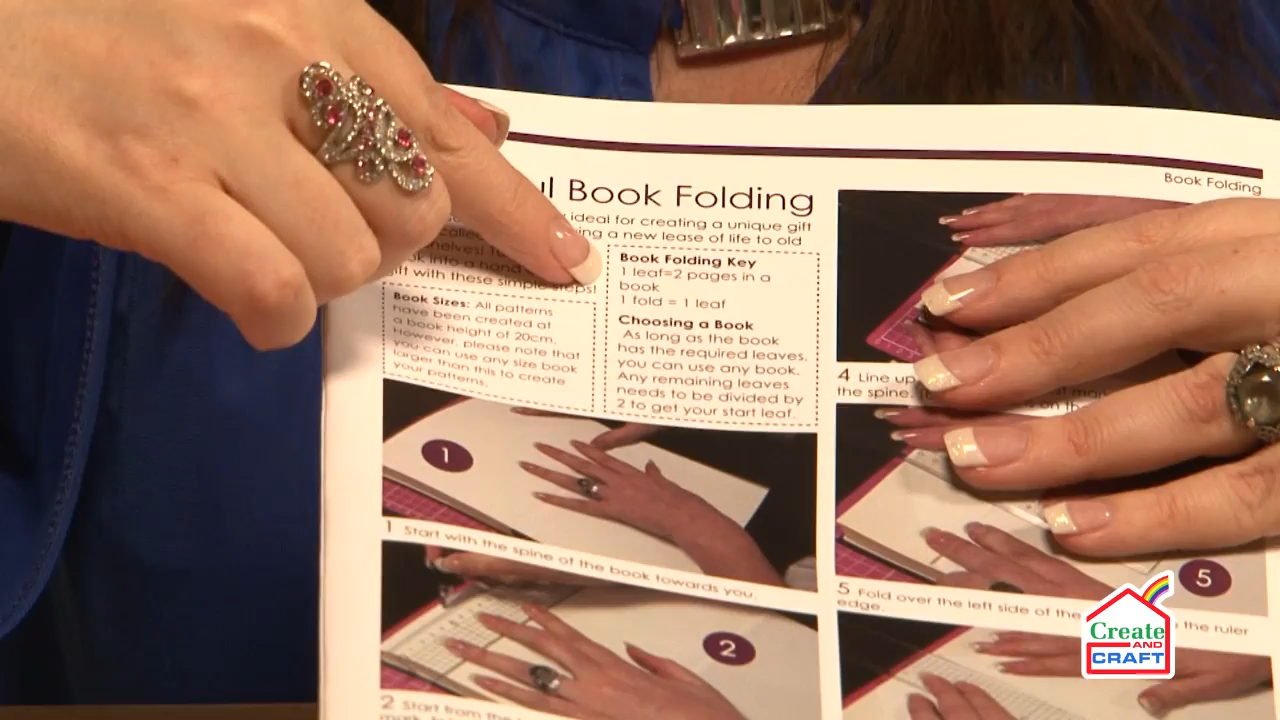 Book Folding
Book Folding
ideal for creating a unique gift
a new lease of life to old
with these simple steps!
Book Sizes: All patterns
have been created at
a book height of 20cm.
However, please note that
you can use any size book
larger than this to create
your patterns.
Book Folding Key
1 leaf=2 pages in a
book
1 fold = 1 leaf
Choosing a Book
As long as the book
has the required leaves,
you can use any book.
Any remaining leaves
needs to be divided by
2 to get your start leaf.
1
1 Start with the spine of the book towards you.
2
2 Start from the
4 Line up
the spine.
5
5 Fold over the left side of the
the ruler
edge.
Create
AND
CRAFT